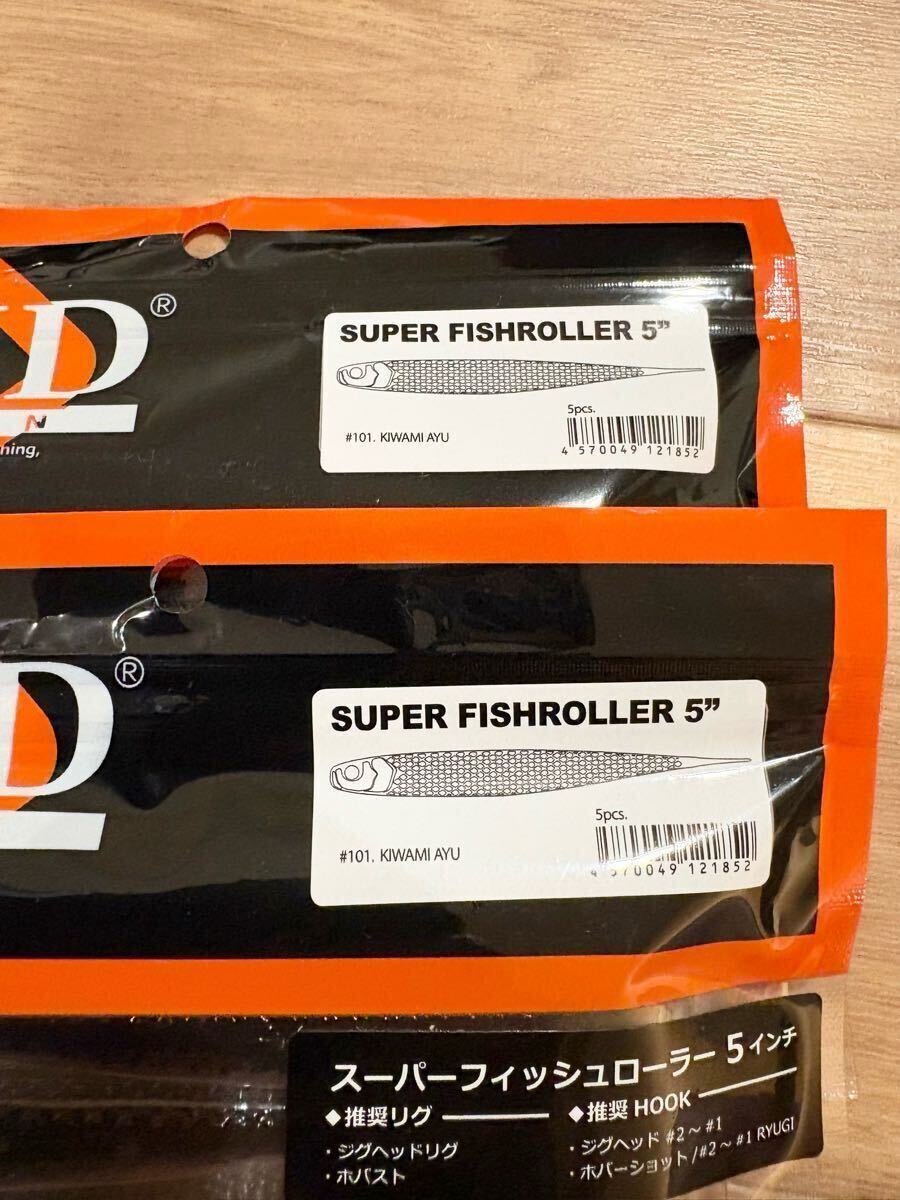 D®
N
ning,
SUPER FISHROLLER 5”
5pcs.
#101. KIWAMI AYU
4 570049 121852
D®
SUPER FISHROLLER 5”
5pcs.
#101. KIWAMI AYU
4 570049 121852
スーパーフィッシュローラー 5インチ
◆推奨リグ
・ジグヘッドリグ
・ホバスト
◆推奨 HOOK
・ジグヘッド #2～#1
・ホバーショット/#2～#1 RYUGI